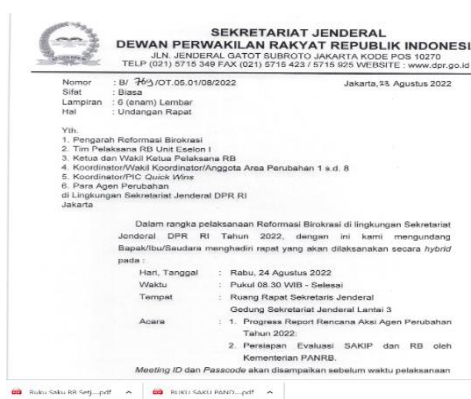 SEKRETARIAT JENDERAL
DEWAN PERWAKILAN RAKYAT REPUBLIK INDONESI
JLN. JENDERAL GATOT SUBROTO JAKARTA KODE POS 10270
TELP (021) 5715 349 FAX (021) 5715 423 / 5715 925 WEBSITE : www.dpr.go.id
Nomor : B/ /OT.05.01/08/2022 Jakarta, Agustus 2022
Sifat : Biasa
Lampiran : 6 (enam) Lembar
Hal : Undangan Rapat
Yth.
1. Pengarah Reformasi Birokrasi
2. Tim Pelaksana RB Unit Eselon I
3. Ketua dan Wakil Ketua Pelaksana RB
4. Koordinator/Wakil Koordinator/Anggota Area Perubahan 1 s.d. 8
5. Koordinator/PIC Quick Wins
6. Para Agen Perubahan
di Lingkungan Sekretariat Jenderal DPR RI
Jakarta
Dalam rangka pelaksanaan Reformasi Birokrasi di lingkungan Sekretariat
Jenderal DPR RI Tahun 2022, dengan ini kami mengundang
Bapak/Ibu/Saudara menghadiri rapat yang akan dilaksanakan secara hybrid
pada :
Hari, Tanggal : Rabu, 24 Agustus 2022
Waktu : Pukul 08.30 WIB - Selesai
Tempat : Ruang Rapat Sekretaris Jenderal
Gedung Sekretariat Jenderal Lantai 3
Acara : 1. Progress Report Rencana Aksi Agen Perubahan
Tahun 2022;
2. Persiapan Evaluasi SAKIP dan RB oleh
Kementerian PANRB.
Meeting ID dan Passcode akan disampaikan sebelum waktu pelaksanaan
Buku Saku RB Setj....pdf BUKU SAKU PAND....pdf